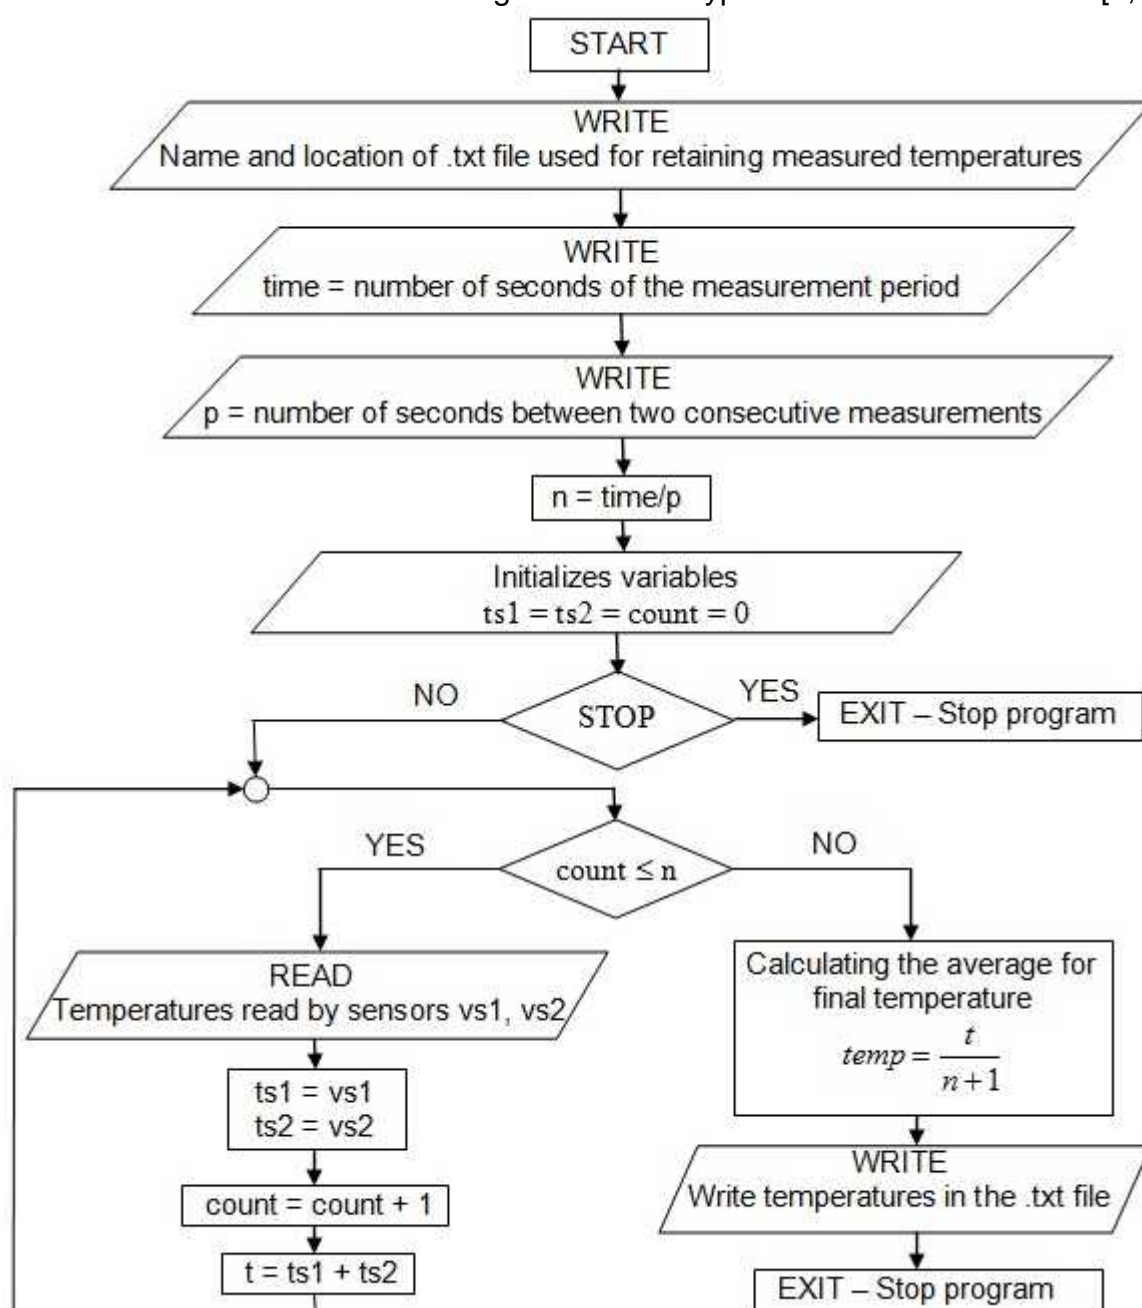 START
WRITE
Name and location of .txt file used for retaining measured temperatures
WRITE
time = number of seconds of the measurement period
WRITE
p = number of seconds between two consecutive measurements
n = time/p
Initializes variables
ts1 = ts2 = count = 0
NO
STOP
YES
EXIT – Stop program
YES
count ≤ n
NO
READ
Temperatures read by sensors vs1, vs2
ts1 = vs1
ts2 = vs2
count = count + 1
t = ts1 + ts2
Calculating the average for
final temperature
temp = t / n+1
WRITE
Write temperatures in the .txt file
EXIT – Stop program